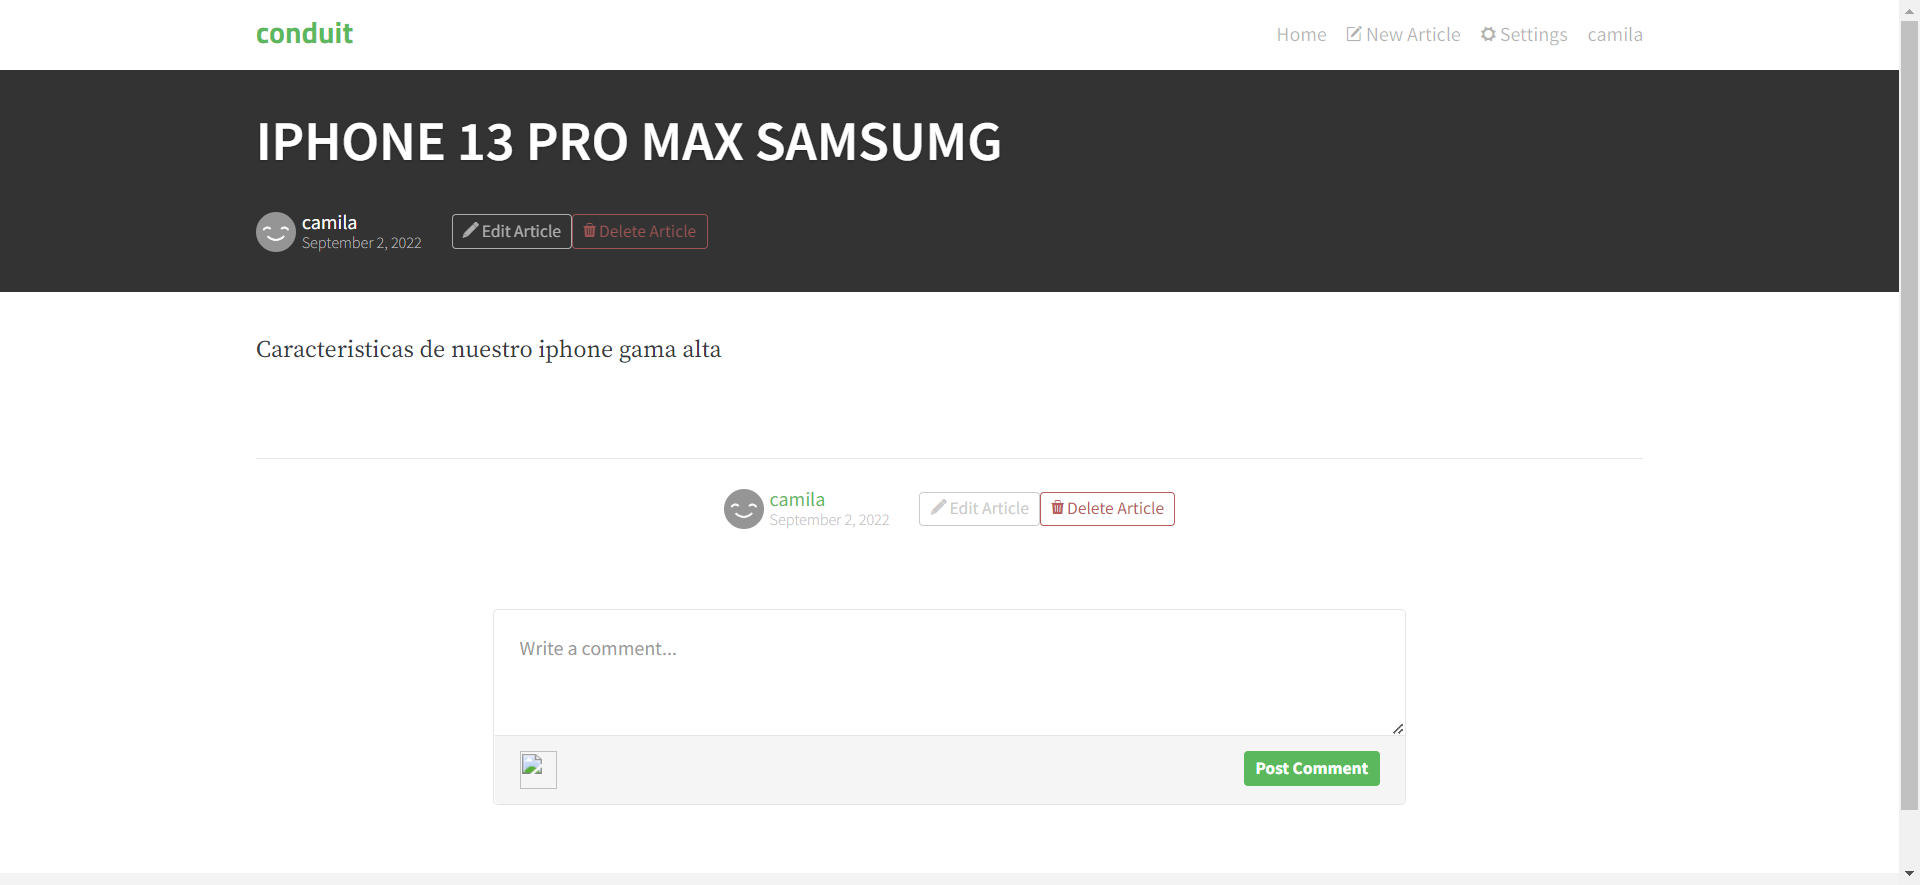 conduit
Home New Article Settings camila
IPHONE 13 PRO MAX SAMSUMG
camila
September 2, 2022
Edit Article Delete Article
Caracteristicas de nuestro iphone gama alta
camila
September 2, 2022
Edit Article Delete Article
Write a comment...
Post Comment